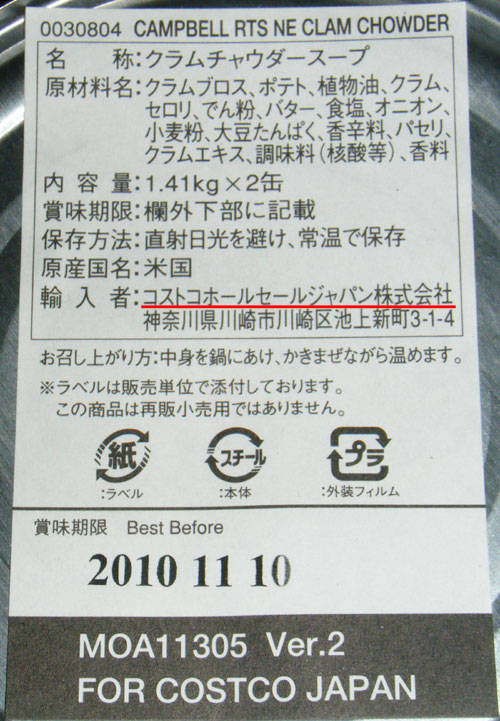 0030804 CAMPBELL RTS NE CLAM CHOWDER
名　　称：クラムチャウダースープ
原材料名：クラムブロス、ポテト、植物油、クラム、
セロリ、でん粉、バター、食塩、オニオン、
小麦粉、大豆たんぱく、香辛料、パセリ、
クラムエキス、調味料（核酸等）、香料
内 容 量：1.41kg×2缶
賞味期限：欄外下部に記載
保存方法：直射日光を避け、常温で保存
原産国名：米国
輸 入 者：コストコホールセールジャパン株式会社
神奈川県川崎市川崎区池上新町3-1-4
お召し上がり方：中身を鍋にあけ、かきまぜながら温めます。
※ラベルは販売単位で添付しております。
この商品は再販小売用ではありません。
紙 スチール プラ
：ラベル ：本体 ：外装フィルム
賞味期限 Best Before
2010 11 10
MOA11305 Ver.2
FOR COSTCO JAPAN